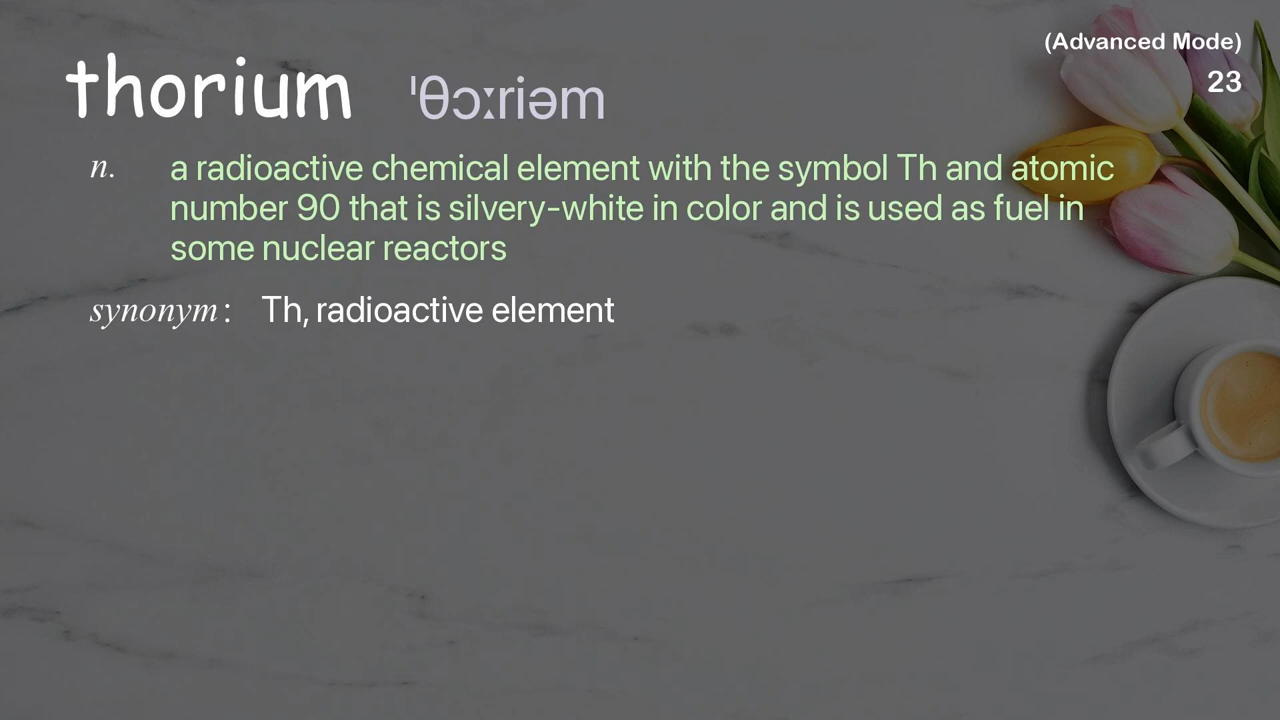 (Advanced Mode)
23
thorium ˈθɔːriəm
n. a radioactive chemical element with the symbol Th and atomic
number 90 that is silvery-white in color and is used as fuel in
some nuclear reactors
synonym: Th, radioactive element